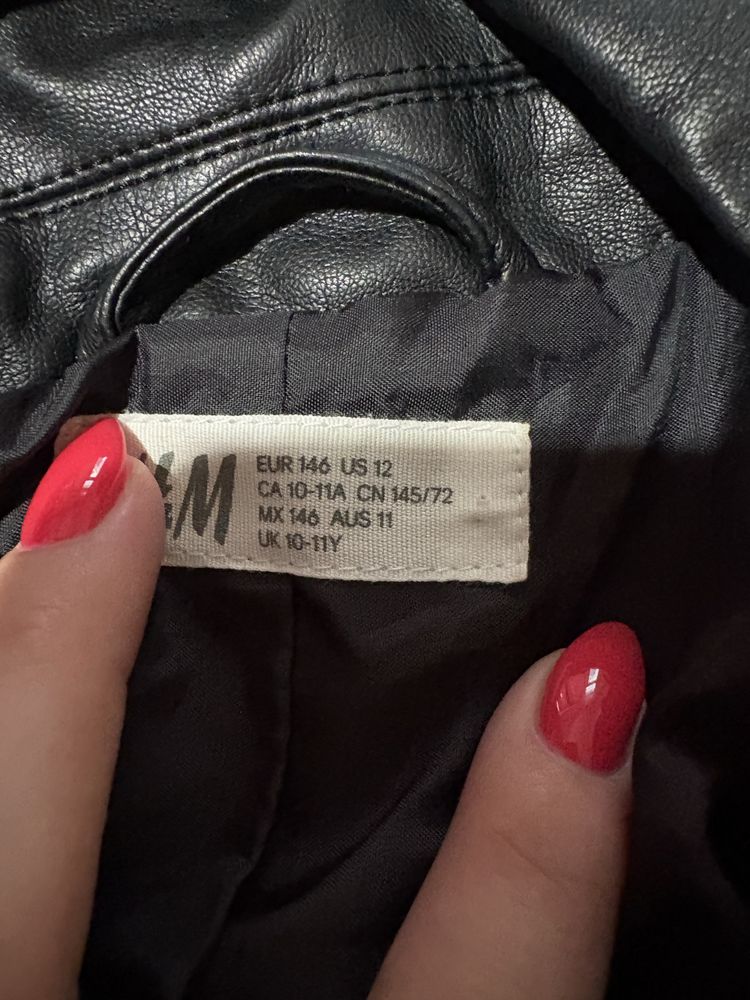 H&M
EUR 146 US 12
CA 10-11A CN 145/72
MX 146 AUS 11
UK 10-11Y